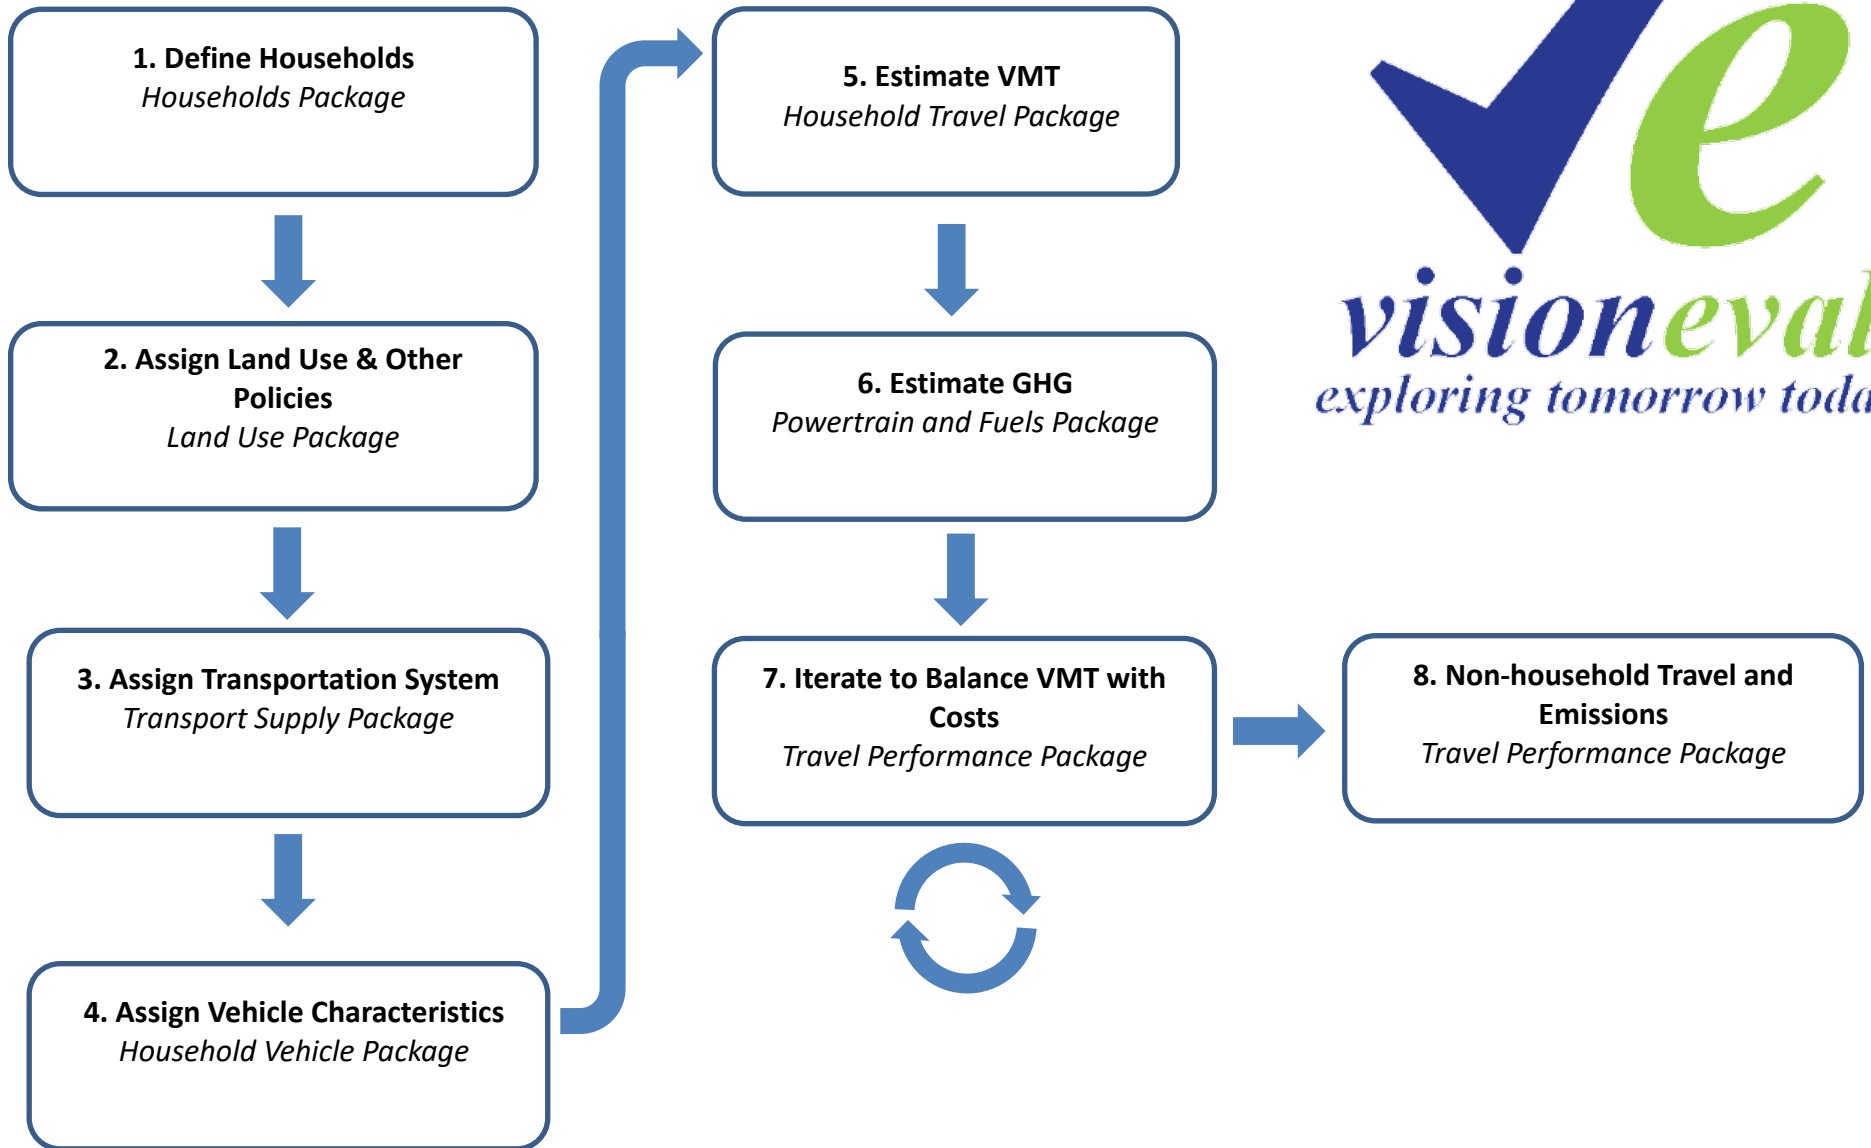 1. Define Households
Households Package
2. Assign Land Use & Other
Policies
Land Use Package
3. Assign Transportation System
Transport Supply Package
4. Assign Vehicle Characteristics
Household Vehicle Package
5. Estimate VMT
Household Travel Package
6. Estimate GHG
Powertrain and Fuels Package
7. Iterate to Balance VMT with
Costs
Travel Performance Package
8. Non-household Travel and
Emissions
Travel Performance Package
Ve
visioneval
exploring tomorrow toda